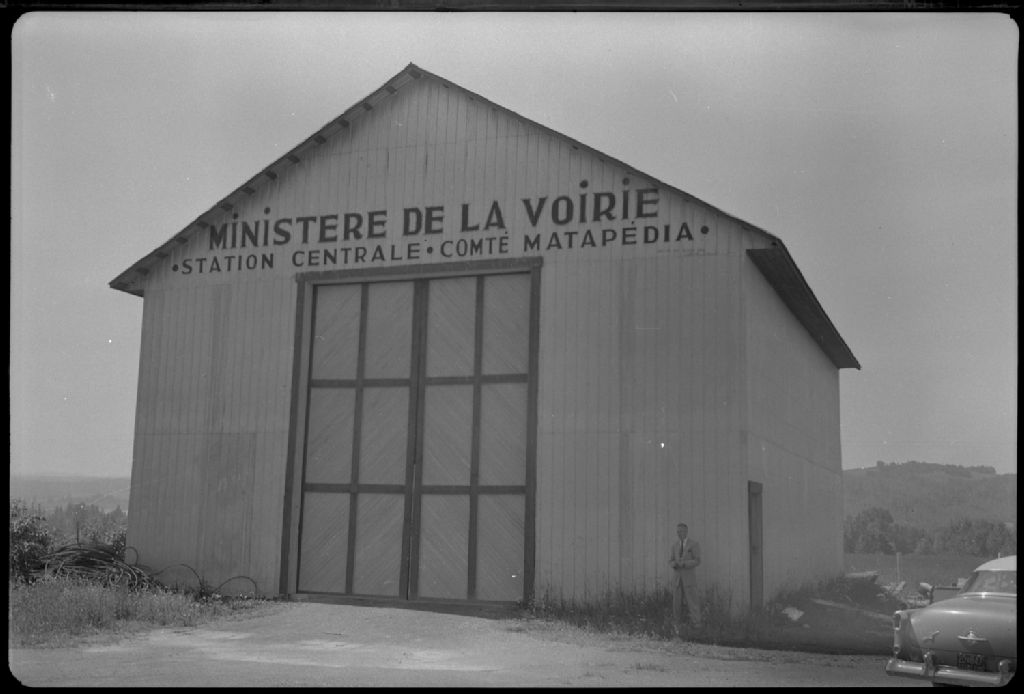 MINISTERE DE LA VOIRIE
•STATION CENTRALE•COMTÉ MATAPÉDIA•